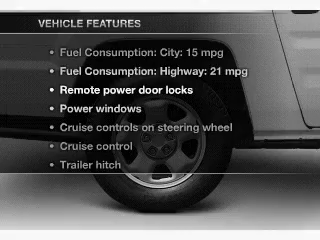 VEHICLE FEATURES
• Fuel Consumption: City: 15 mpg
• Fuel Consumption: Highway: 21 mpg
• Remote power door locks
• Power windows
• Cruise controls on steering wheel
• Cruise control
• Trailer hitch